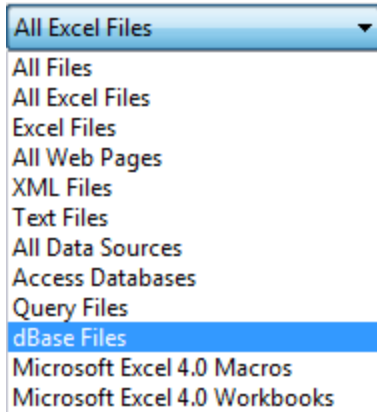 All Excel Files
All Files
All Excel Files
Excel Files
All Web Pages
XML Files
Text Files
All Data Sources
Access Databases
Query Files
dBase Files
Microsoft Excel 4.0 Macros
Microsoft Excel 4.0 Workbooks